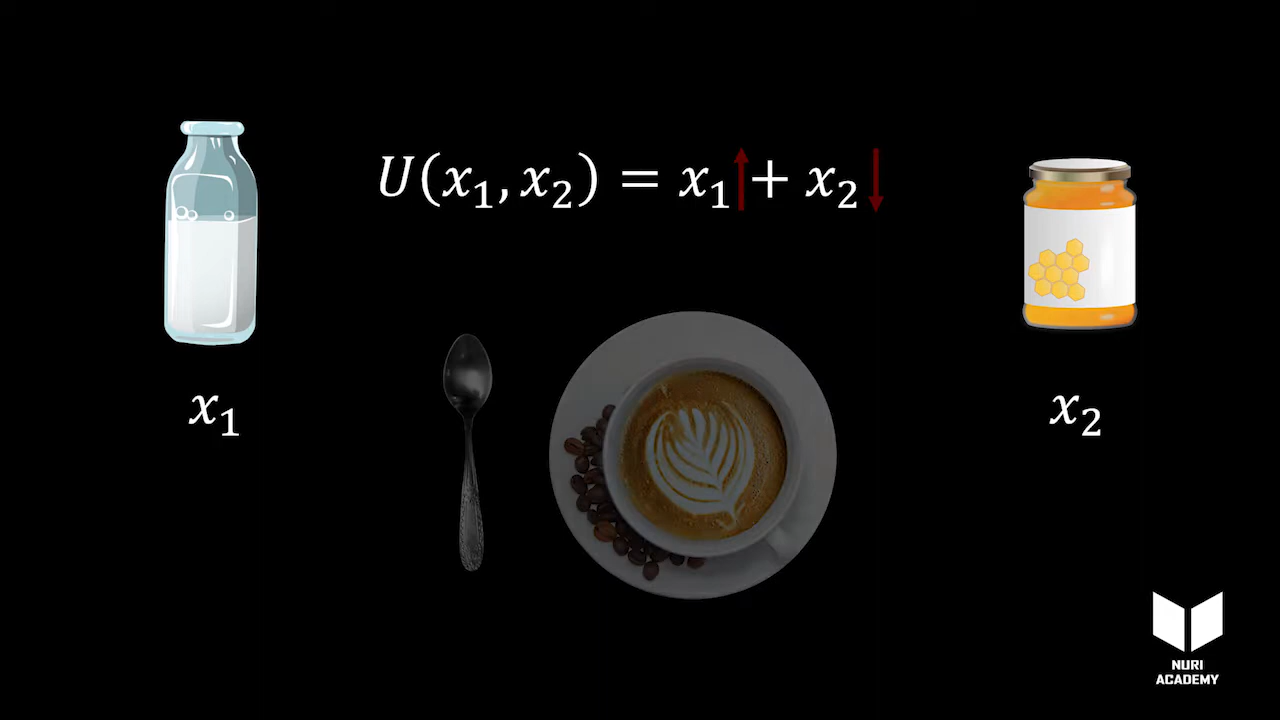 U(x₁, x₂) = x₁ + x₂
x₁
x₂
NURI
ACADEMY